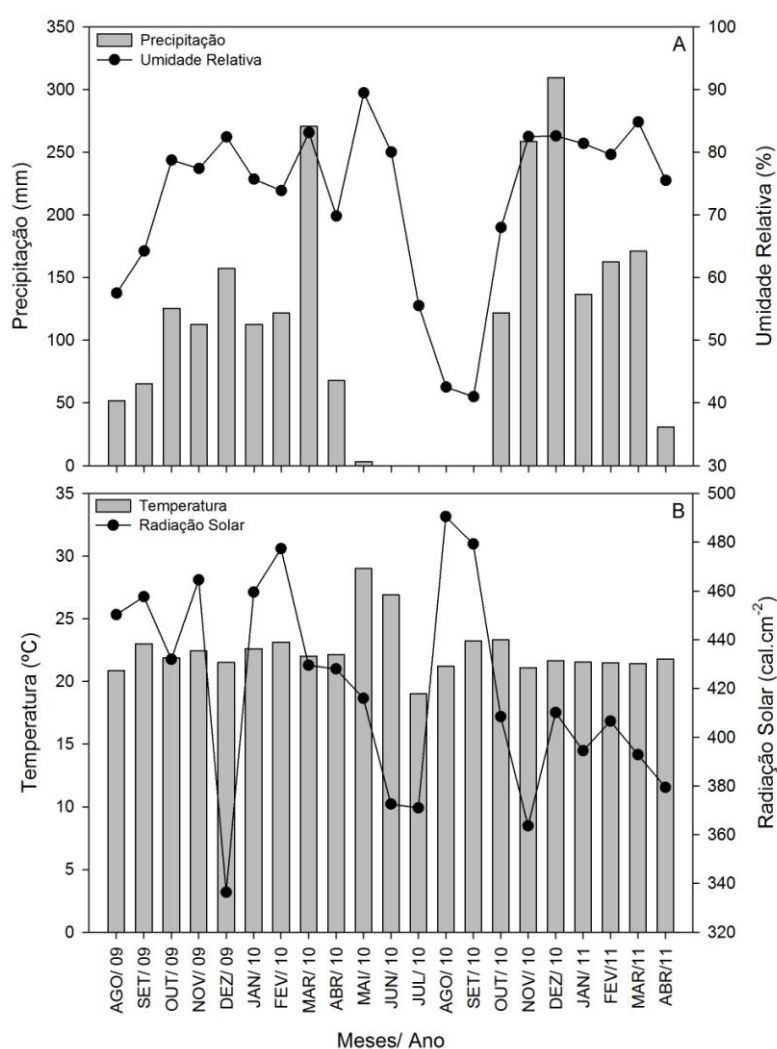 Precipitação
Umidade Relativa
A
350
300
250
200
150
100
50
0
Precipitação (mm)
100
90
80
70
60
50
40
30
Umidade Relativa (%)
Temperatura
Radiação Solar
B
35
30
25
20
15
10
5
0
Temperatura (ºC)
500
480
460
440
420
400
380
360
340
320
Radiação Solar (cal.cm-2)
AGO/ 09
SET/ 09
OUT/ 09
NOV/ 09
DEZ/ 09
JAN/ 10
FEV/ 10
MAR/ 10
ABR/ 10
MAI/ 10
JUN/ 10
JUL/ 10
AGO/ 10
SET/ 10
OUT/ 10
NOV/ 10
DEZ/ 10
JAN/ 11
FEV/11
MAR/11
ABR/11
Meses/ Ano